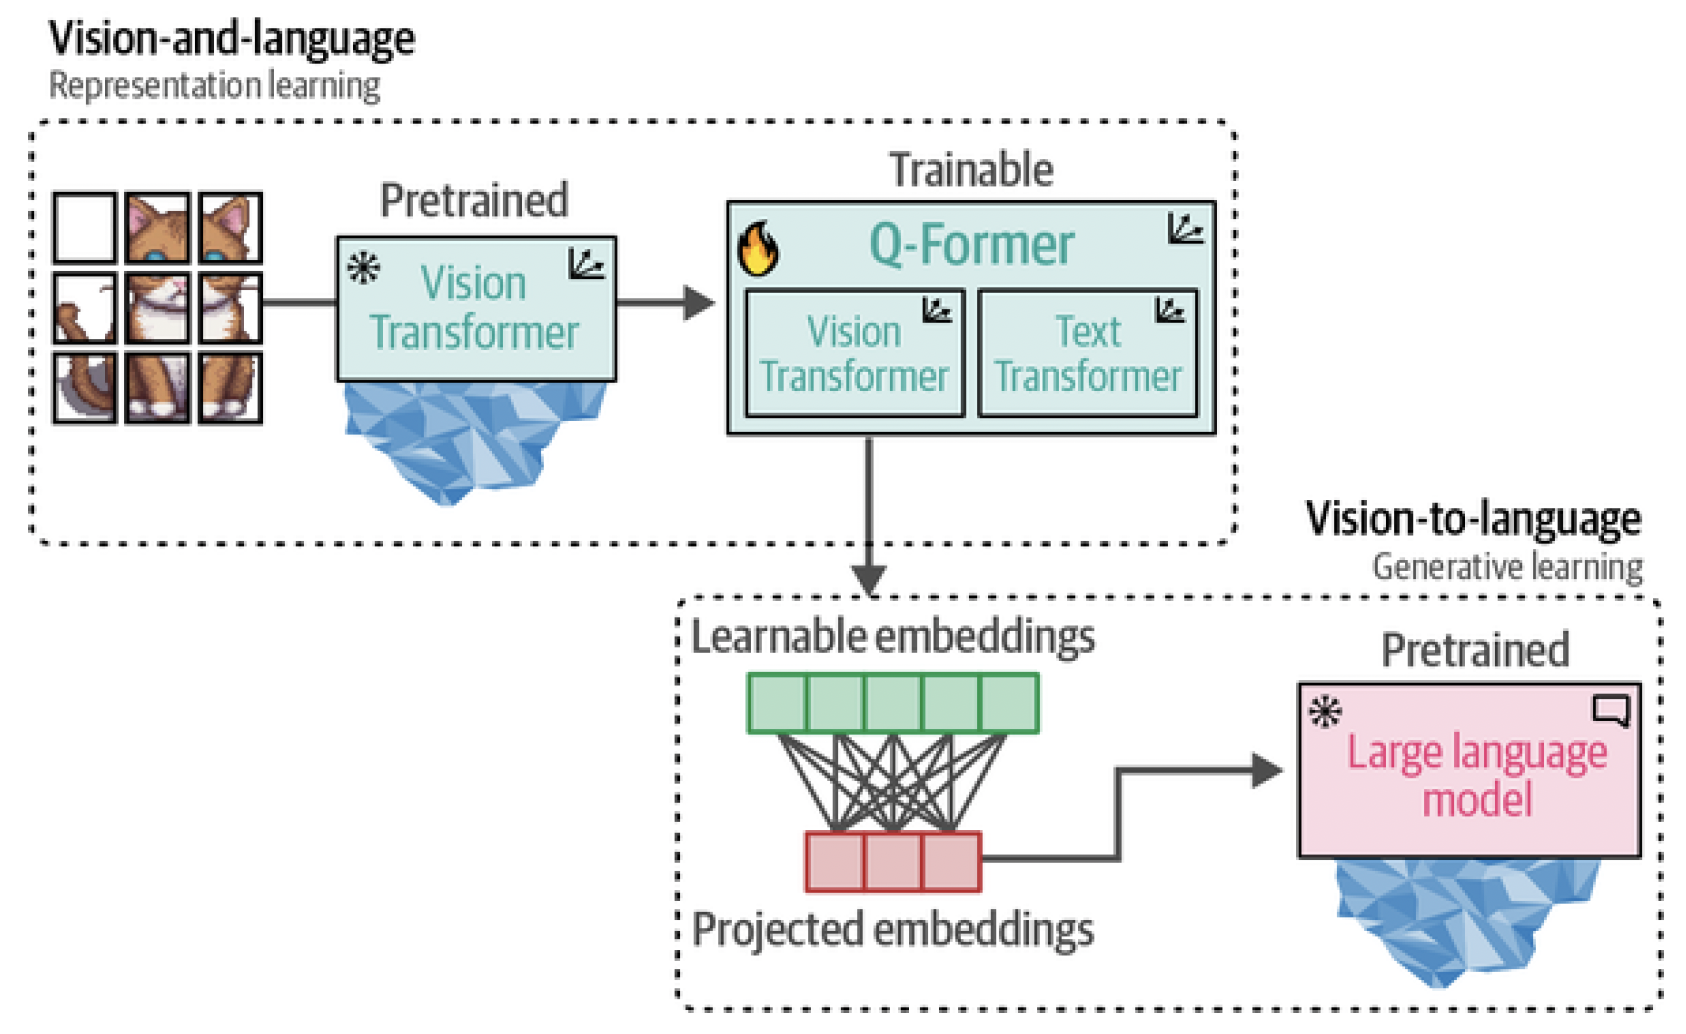 Vision-and-language
Representation learning
Pretrained
Vision
Transformer
Trainable
Q-Former
Vision
Transformer
Text
Transformer
Vision-to-language
Generative learning
Learnable embeddings
Projected embeddings
Pretrained
Large language
model